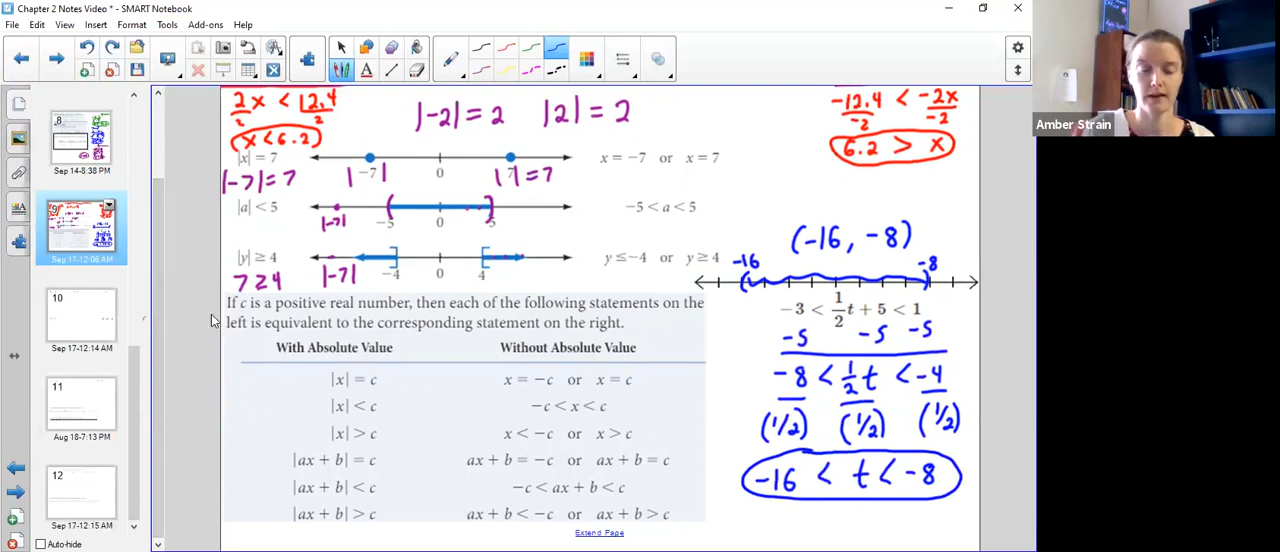 Chapter 2 Notes Video * - SMART Notebook
File Edit View Insert Format Tools Add-ons Help
Amber Strain
8
Sep 14-8:38 PM
9
Sep 17-12:06 AM
10
Sep 17-12:14 AM
11
Aug 18-7:13 PM
12
Sep 17-12:15 AM
Auto-hide
2x < 12.4
2 2
x < 6.2
|-2| = 2 |2| = 2
-12.4 < -2x
-2 -2
6.2 > x
|x| = 7 -7 0 7 x = −7 or x = 7
|-7| = 7 | 7| = 7
|a| < 5 |-7| -5 0 5 −5 < a < 5
|y| ≥ 4 |-7| −4 0 4 y ≤ −4 or y ≥ 4
7 ≥ 4
(-16, -8)
-16 -8
−3 < 1/2 t + 5 < 1
-5 -5 -5
-8 < 1/2 t < -4
(1/2) (1/2) (1/2)
-16 < t < -8
If c is a positive real number, then each of the following statements on the
left is equivalent to the corresponding statement on the right.
With Absolute Value Without Absolute Value
|x| = c x = −c or x = c
|x| < c −c < x < c
|x| > c x < −c or x > c
|ax + b| = c ax + b = −c or ax + b = c
|ax + b| < c −c < ax + b < c
|ax + b| > c ax + b < −c or ax + b > c
Extend Page